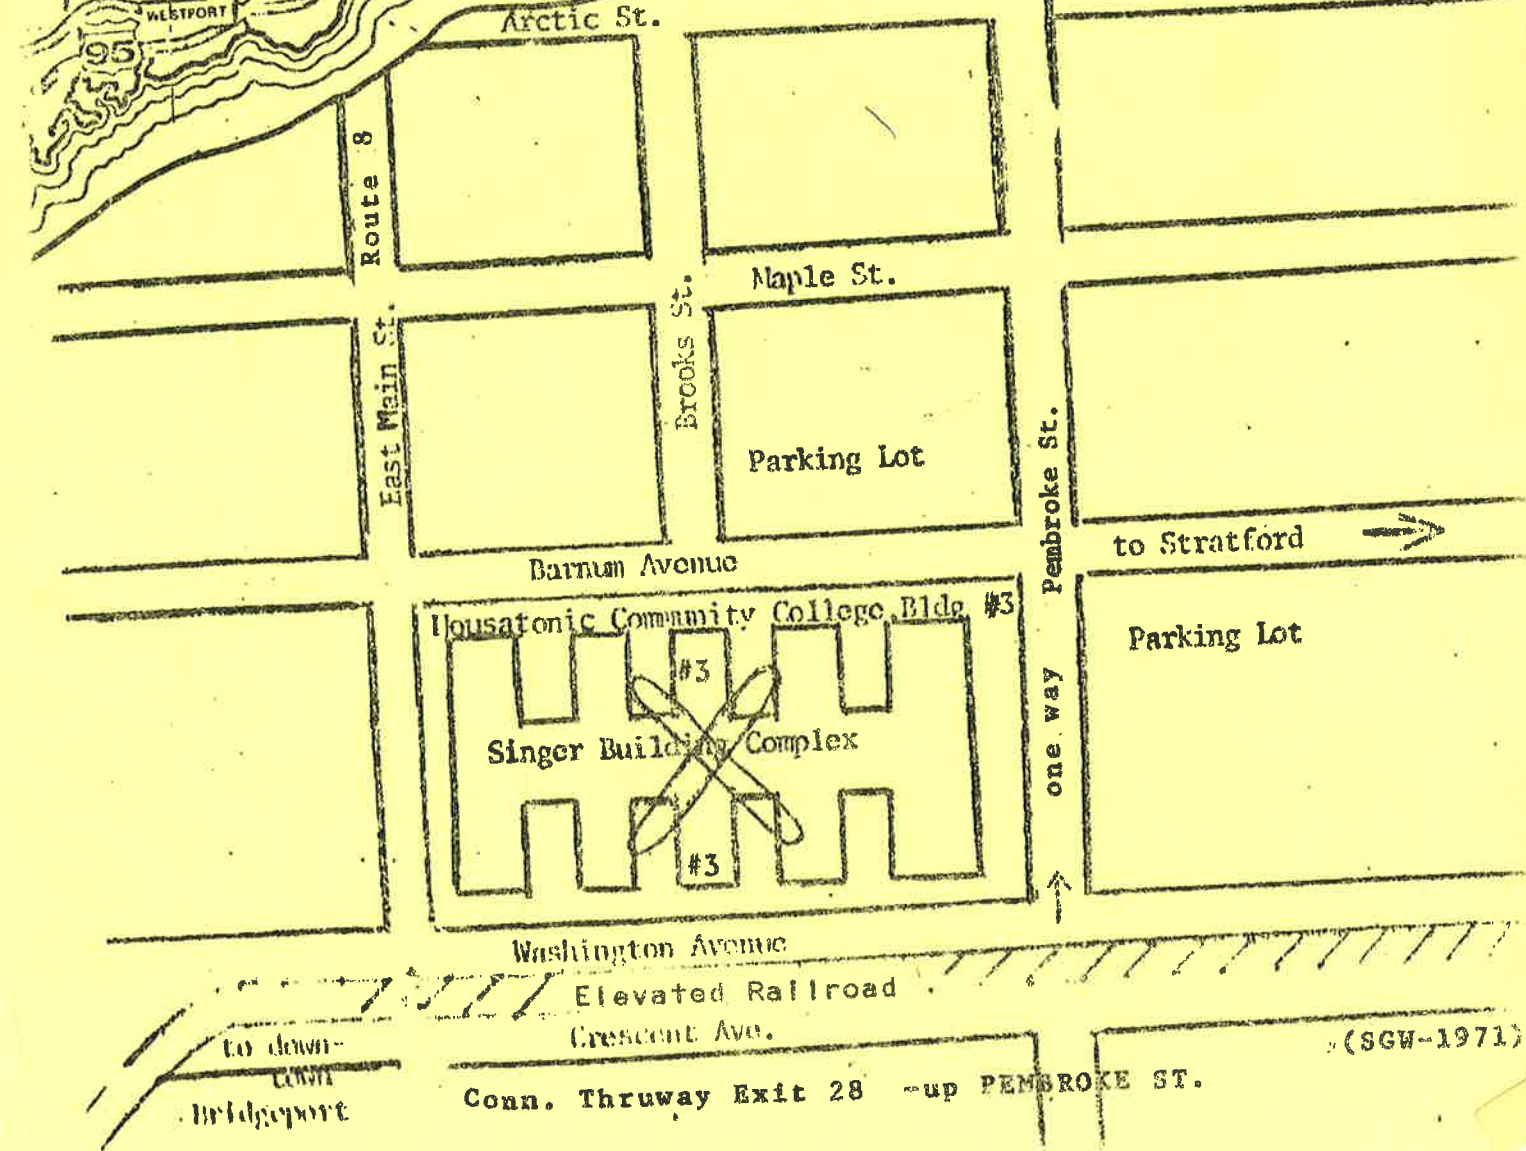 WESTPORT
95
Arctic St.
Route 8
Maple St.
East Main St.
Brooks St.
Parking Lot
Pembroke St.
to Stratford
Barnum Avenue
Housatonic Community College Bldg #3
Parking Lot
#3
one way
Singer Building Complex
#3
Washington Avenue
Elevated Railroad
Crescent Ave.
to down-
town
Bridgeport
(SGW-1971)
Conn. Thruway Exit 28 -up PEMBROKE ST.